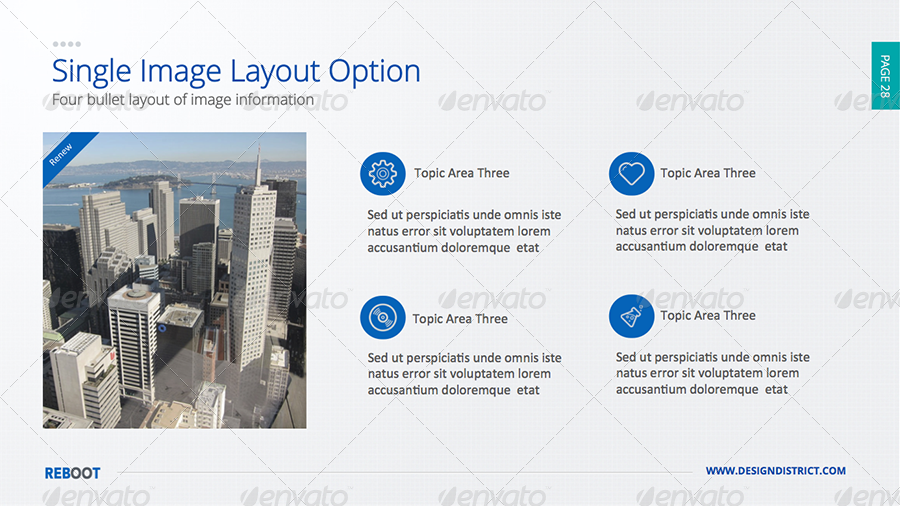 Single Image Layout Option
Four bullet layout of image information
PAGE 28
Renew
Topic Area Three
Sed ut perspiciatis unde omnis iste
natus error sit voluptatem lorem
accusantium doloremque etat
Topic Area Three
Sed ut perspiciatis unde omnis iste
natus error sit voluptatem lorem
accusantium doloremque etat
Topic Area Three
Sed ut perspiciatis unde omnis iste
natus error sit voluptatem lorem
accusantium doloremque etat
Topic Area Three
Sed ut perspiciatis unde omnis iste
natus error sit voluptatem lorem
accusantium doloremque etat
REBOOT
WWW.DESIGNDISTRICT.COM
envato